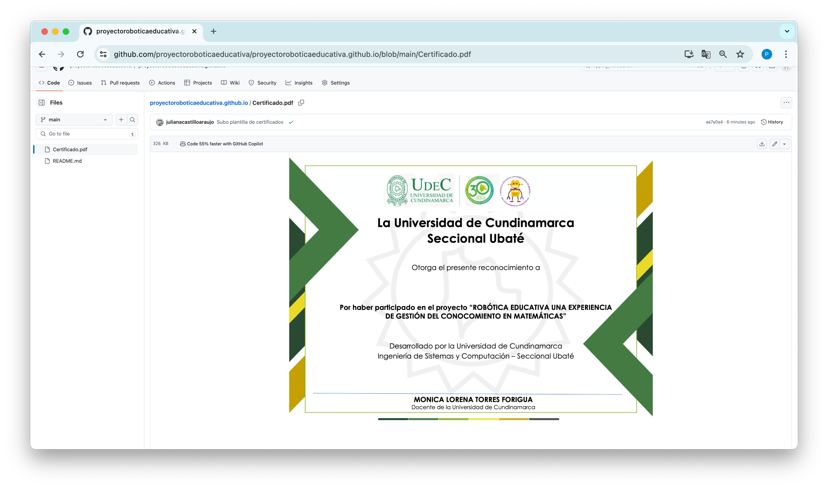 proyectoroboticaeducativa.g
github.com/proyectoroboticaeducativa/proyectoroboticaeducativa.github.io/blob/main/Certificado.pdf
P
Code Issues Pull requests Actions Projects Wiki Security Insights Settings
Files
proyectoroboticaeducativa.github.io / Certificado.pdf
main
julianacastilloaraujo Subo plantilla de certificados
aa7a0a4 · 6 minutes ago History
Go to file
326 KB Code 55% faster with GitHub Copilot
Certificado.pdf
README.md
UDEC
UNIVERSIDAD DE
CUNDINAMARCA
30
La Universidad de Cundinamarca
Seccional Ubaté
Otorga el presente reconocimiento a
Por haber participado en el proyecto “ROBÓTICA EDUCATIVA UNA EXPERIENCIA
DE GESTIÓN DEL CONOCOMIENTO EN MATEMÁTICAS”
Desarrollado por la Universidad de Cundinamarca
Ingeniería de Sistemas y Computación – Seccional Ubaté
MONICA LORENA TORRES FORIGUA
Docente de la Universidad de Cundinamarca